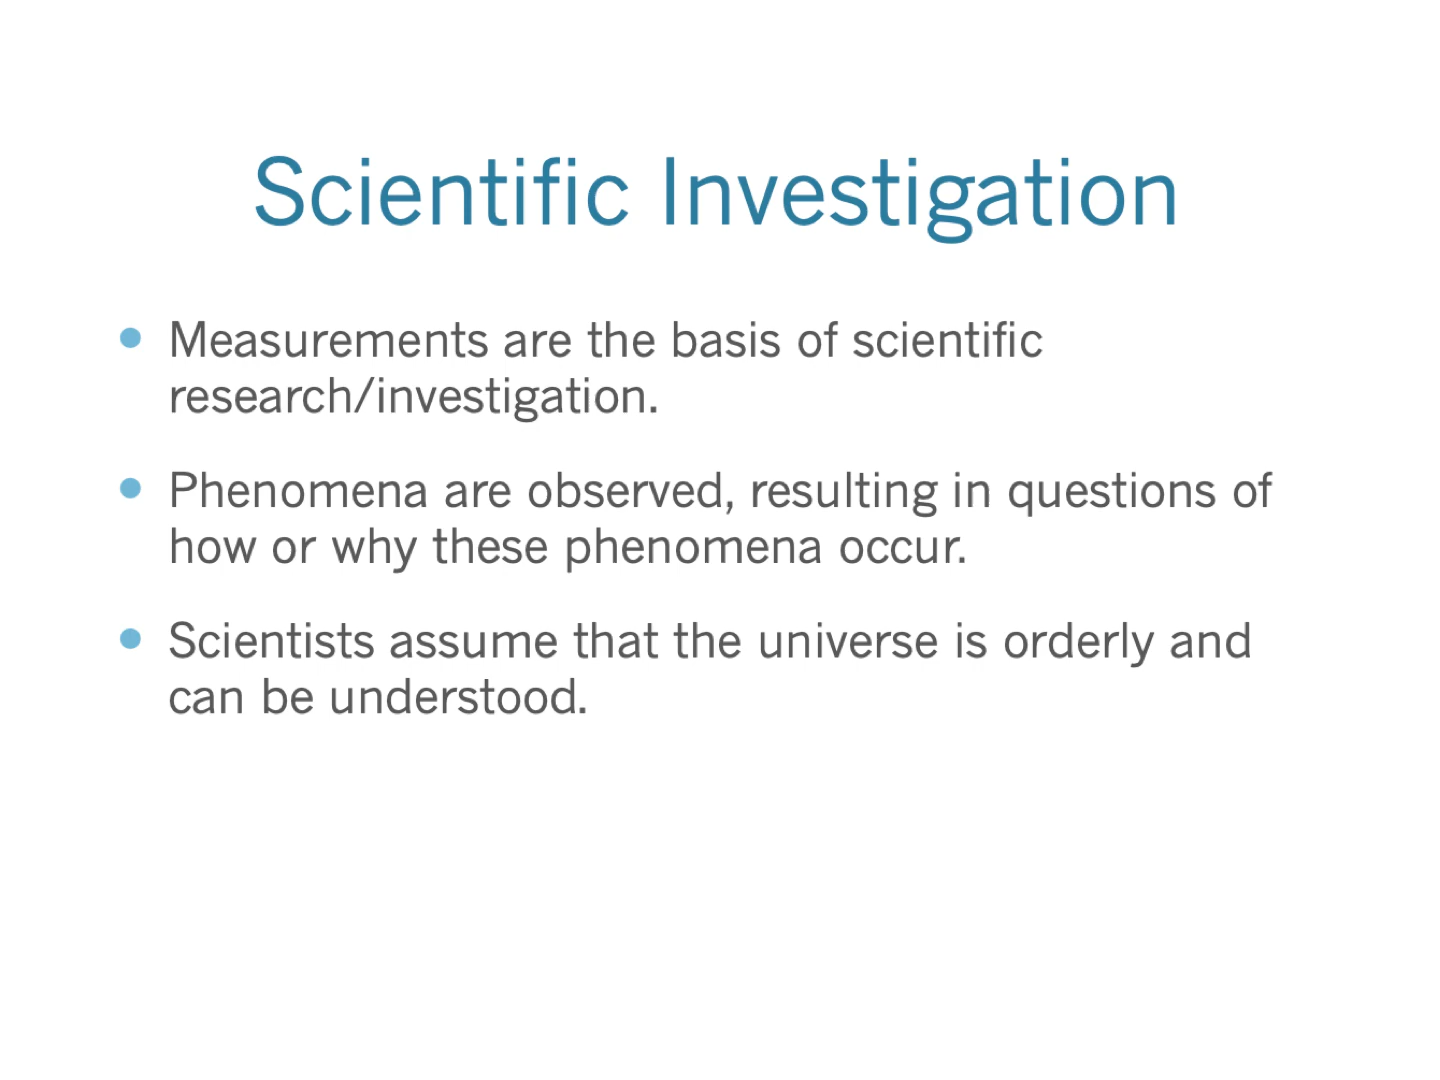 Scientific Investigation
• Measurements are the basis of scientific
research/investigation.
• Phenomena are observed, resulting in questions of
how or why these phenomena occur.
• Scientists assume that the universe is orderly and
can be understood.